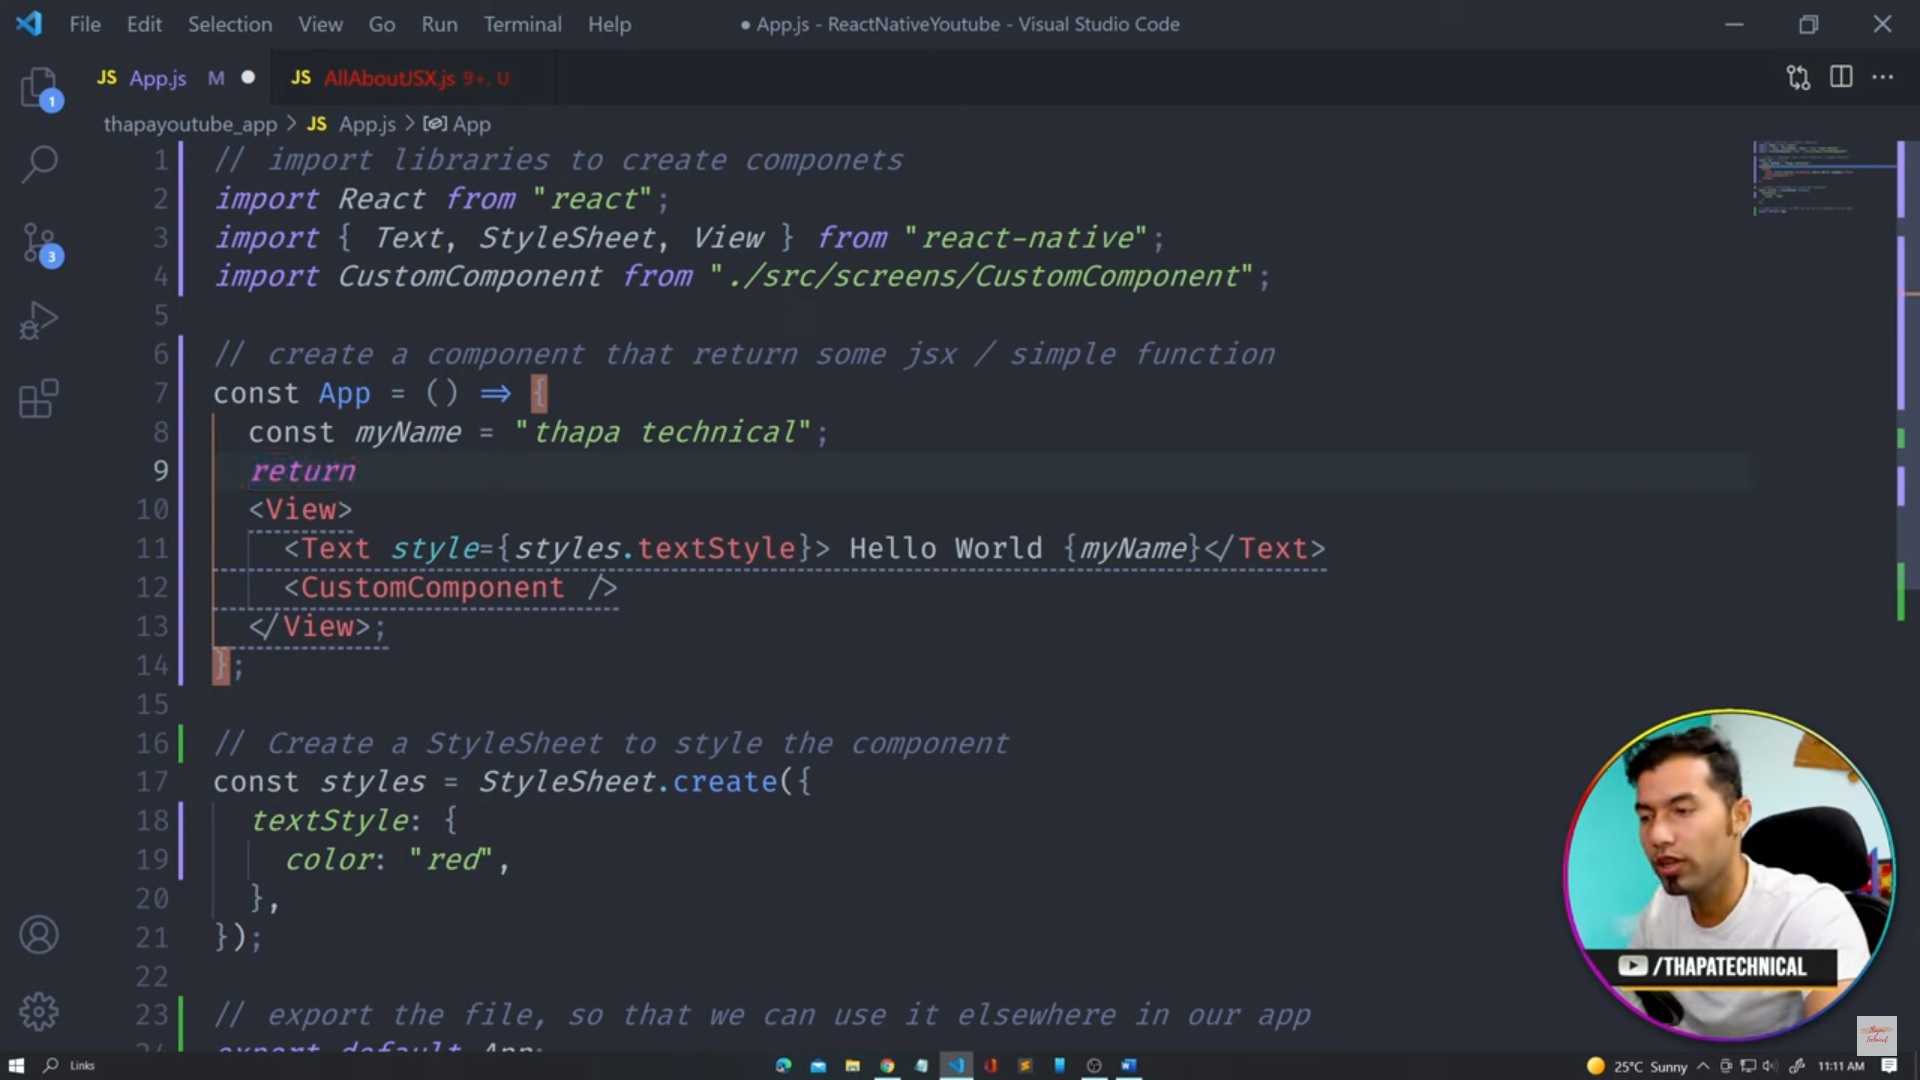 File Edit Selection View Go Run Terminal Help
● App.js - ReactNativeYoutube - Visual Studio Code
JS App.js M ●
JS AllAboutJSX.js 9+, U
thapayoutube_app > JS App.js > App
1
3
1 // import libraries to create componets
2 import React from "react";
3 import { Text, StyleSheet, View } from "react-native";
4 import CustomComponent from "./src/screens/CustomComponent";
5
6 // create a component that return some jsx / simple function
7 const App = () => {
8 const myName = "thapa technical";
9 return
10 <View>
11 <Text style={styles.textStyle}> Hello World {myName}</Text>
12 <CustomComponent />
13 </View>;
14 };
15
16 // Create a StyleSheet to style the component
17 const styles = StyleSheet.create({
18 textStyle: {
19 color: "red",
20 },
21 });
22
23 // export the file, so that we can use it elsewhere in our app
24 export default App;
/THAPATECHNICAL
Links
25°C Sunny
11:11 AM